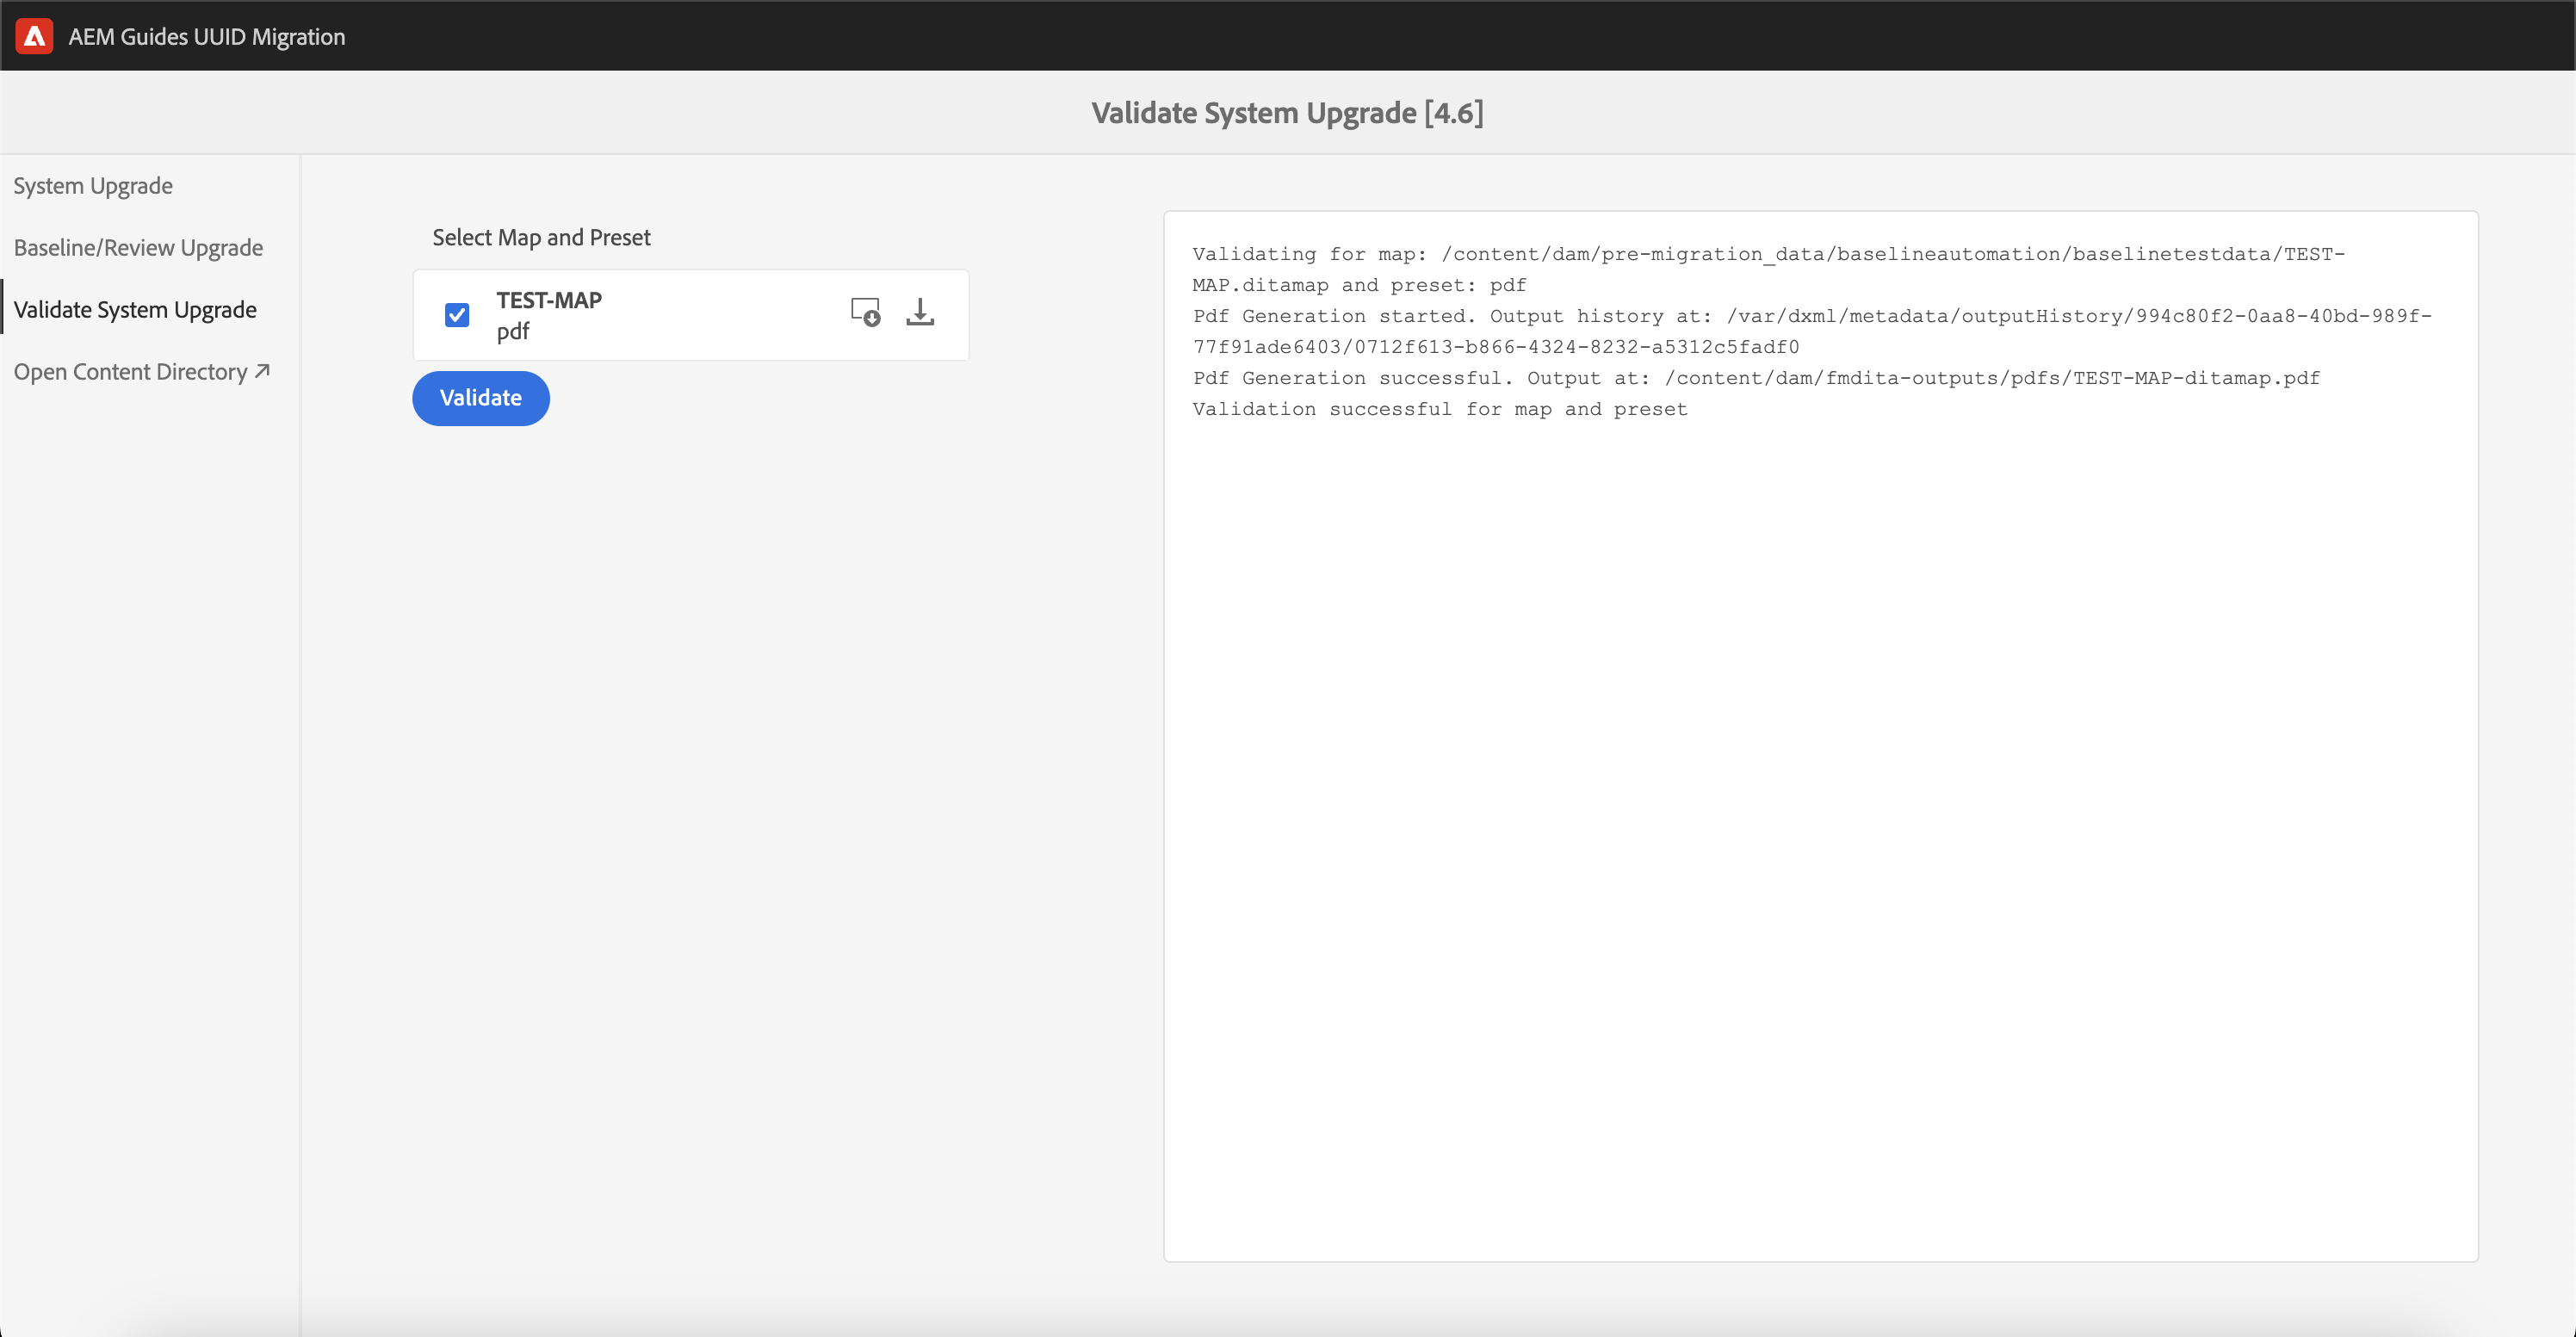 AEM Guides UUID Migration
Validate System Upgrade [4.6]
System Upgrade
Baseline/Review Upgrade
Validate System Upgrade
Open Content Directory
Select Map and Preset
TEST-MAP
pdf
Validate
Validating for map: /content/dam/pre-migration_data/baselineautomation/baselinetestdata/TEST-
MAP.ditamap and preset: pdf
Pdf Generation started. Output history at: /var/dxml/metadata/outputHistory/994c80f2-0aa8-40bd-989f-
77f91ade6403/0712f613-b866-4324-8232-a5312c5fadf0
Pdf Generation successful. Output at: /content/dam/fmdita-outputs/pdfs/TEST-MAP-ditamap.pdf
Validation successful for map and preset